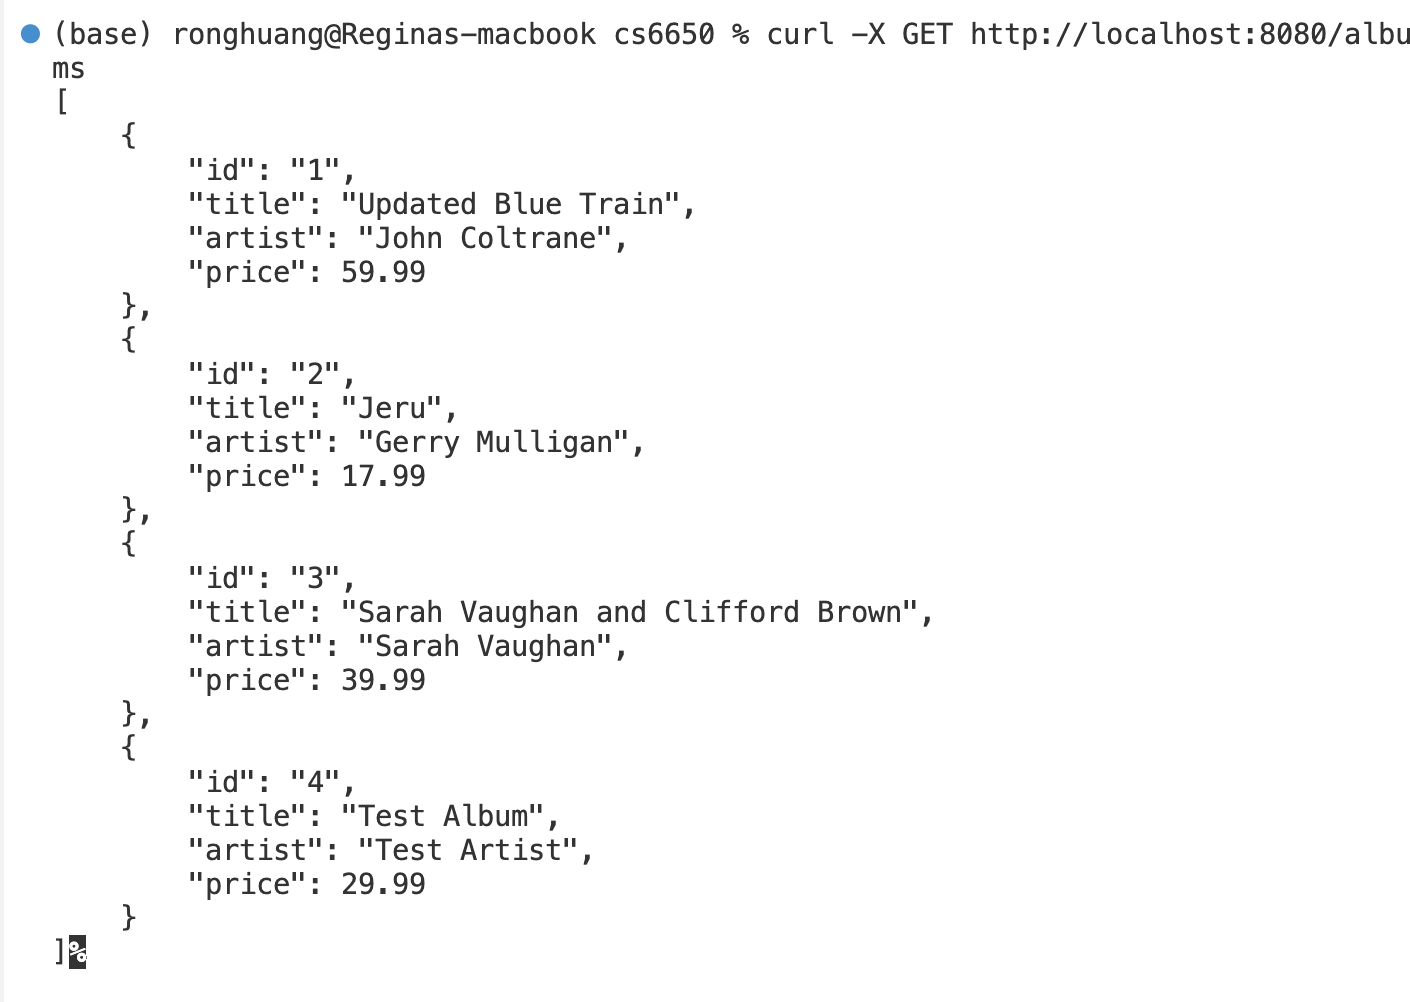 (base) ronghuang@Reginas-macbook cs6650 % curl -X GET http://localhost:8080/albu
ms
[
    {
        "id": "1",
        "title": "Updated Blue Train",
        "artist": "John Coltrane",
        "price": 59.99
    },
    {
        "id": "2",
        "title": "Jeru",
        "artist": "Gerry Mulligan",
        "price": 17.99
    },
    {
        "id": "3",
        "title": "Sarah Vaughan and Clifford Brown",
        "artist": "Sarah Vaughan",
        "price": 39.99
    },
    {
        "id": "4",
        "title": "Test Album",
        "artist": "Test Artist",
        "price": 29.99
    }
]%